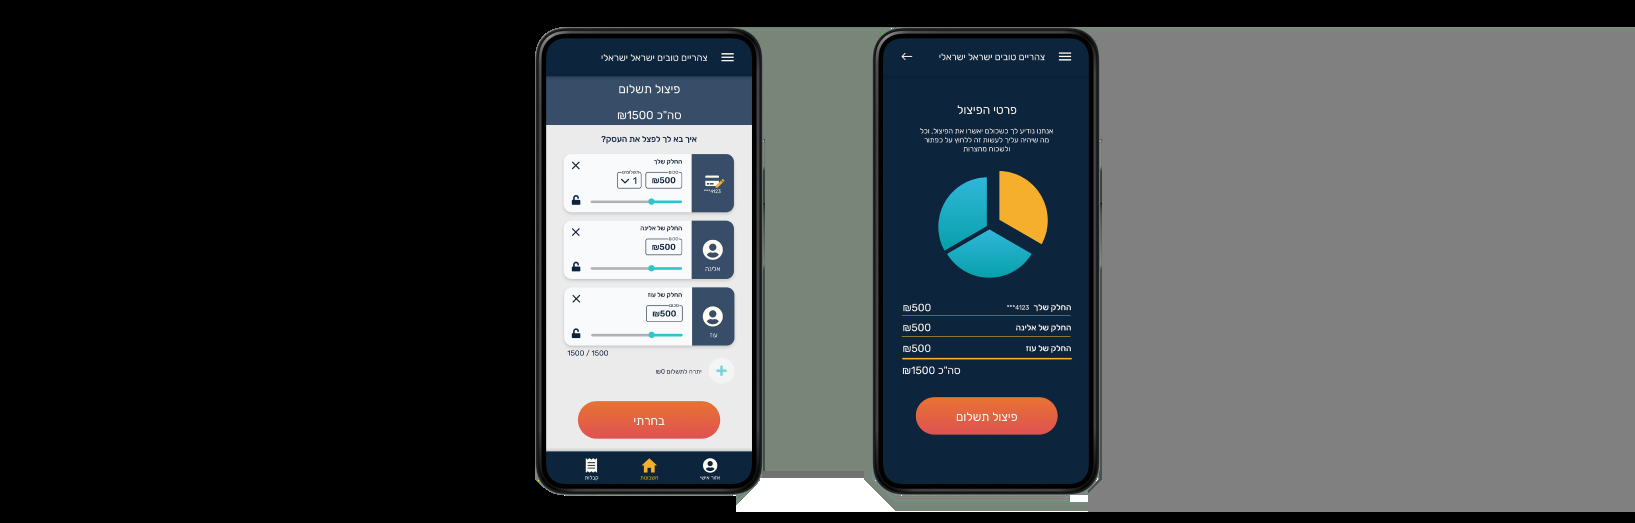 צהריים טובים ישראל ישראלי
פיצול תשלום
סה"כ 1500₪
איך בא לך לפצל את העסק?
החלק שלך
סכום
תשלומים
500₪
1
***4123
החלק של אלינה
סכום
500₪
אלינה
החלק של עוז
סכום
500₪
עוז
1500 / 1500
יתרה לתשלום 0₪
בחרתי
קבלות
חשבונות
אזור אישי
צהריים טובים ישראל ישראלי
פרטי הפיצול
אנחנו נודיע לך כשכולם יאשרו את הפיצול, וכל
מה שיהיה עליך לעשות זה ללחוץ על כפתור
ולשכוח מהצרות
החלק שלך ***4123 500₪
החלק של אלינה 500₪
החלק של עוז 500₪
סה"כ 1500₪
פיצול תשלום